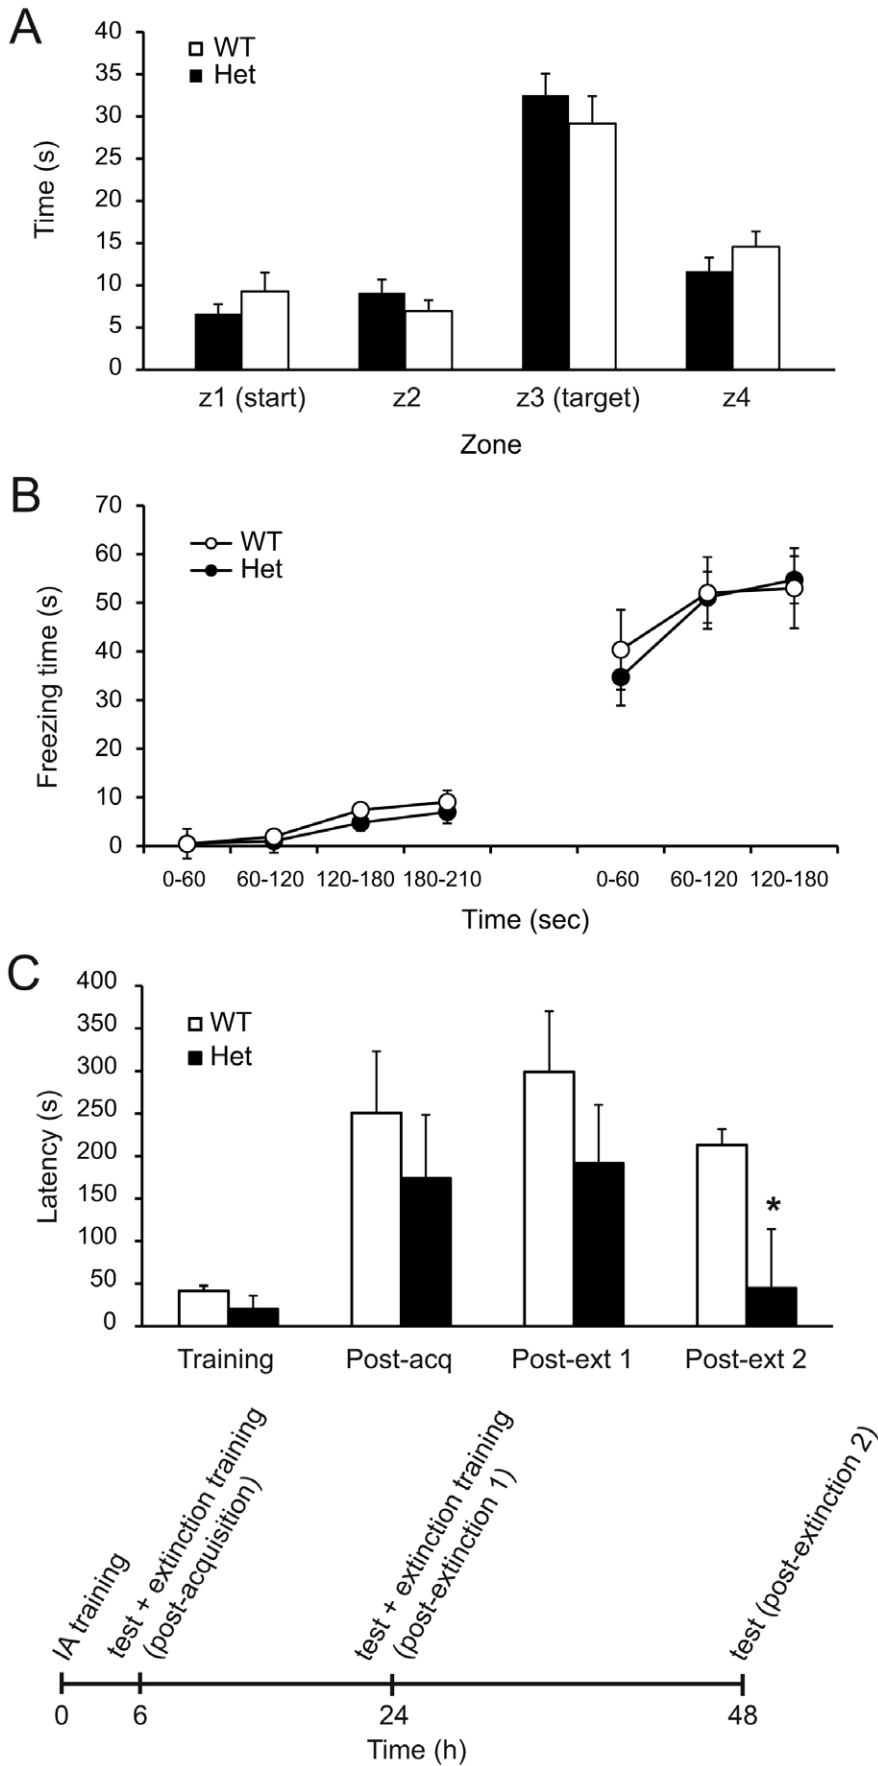 A
WT
Het
40
35
30
25
20
15
10
5
0
Time (s)
z1 (start) z2 z3 (target) z4
Zone
B
WT
Het
70
60
50
40
30
20
10
0
Freezing time (s)
0-60 60-120 120-180 180-210 0-60 60-120 120-180
Time (sec)
C
WT
Het
400
350
300
250
200
150
100
50
0
Latency (s)
*
Training Post-acq Post-ext 1 Post-ext 2
IA training
test + extinction training
(post-acquisition)
test + extinction training
(post-extinction 1)
test (post-extinction 2)
0 6 24 48
Time (h)